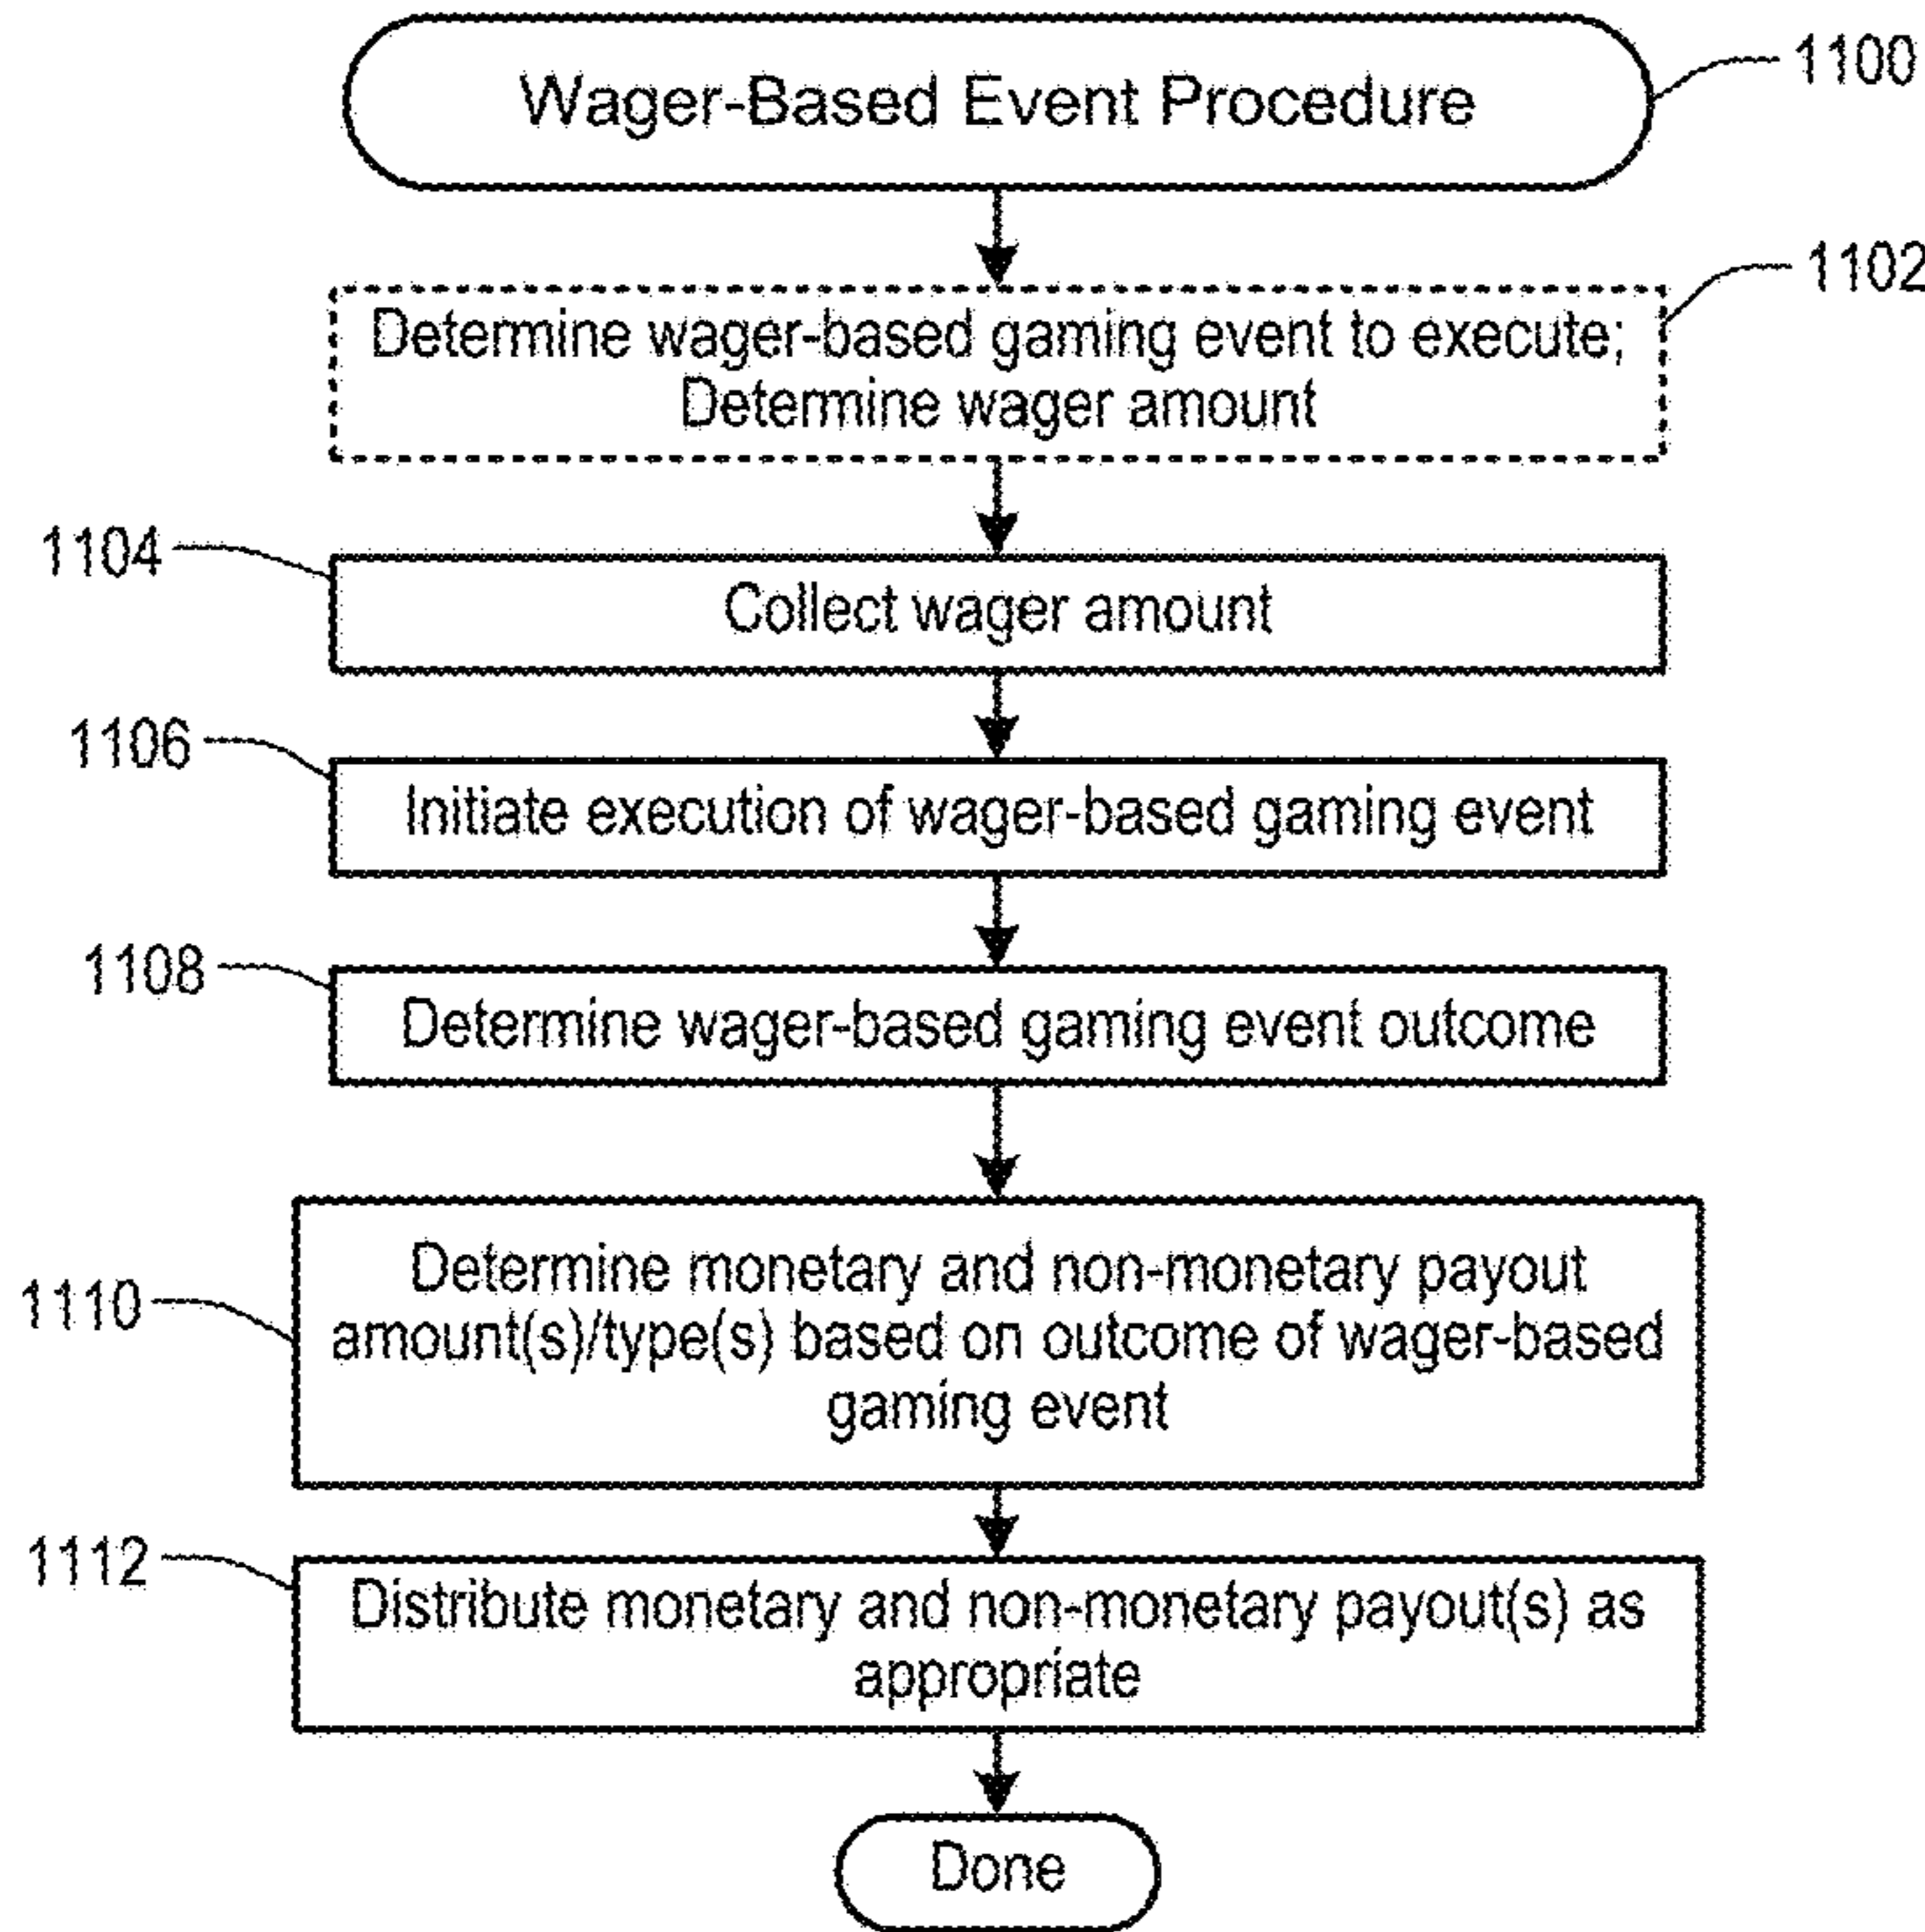 Wager-Based Event Procedure
1100
1102
Determine wager-based gaming event to execute;
Determine wager amount
1104
Collect wager amount
1106
Initiate execution of wager-based gaming event
1108
Determine wager-based gaming event outcome
1110
Determine monetary and non-monetary payout
amount(s)/type(s) based on outcome of wager-based
gaming event
1112
Distribute monetary and non-monetary payout(s) as
appropriate
Done